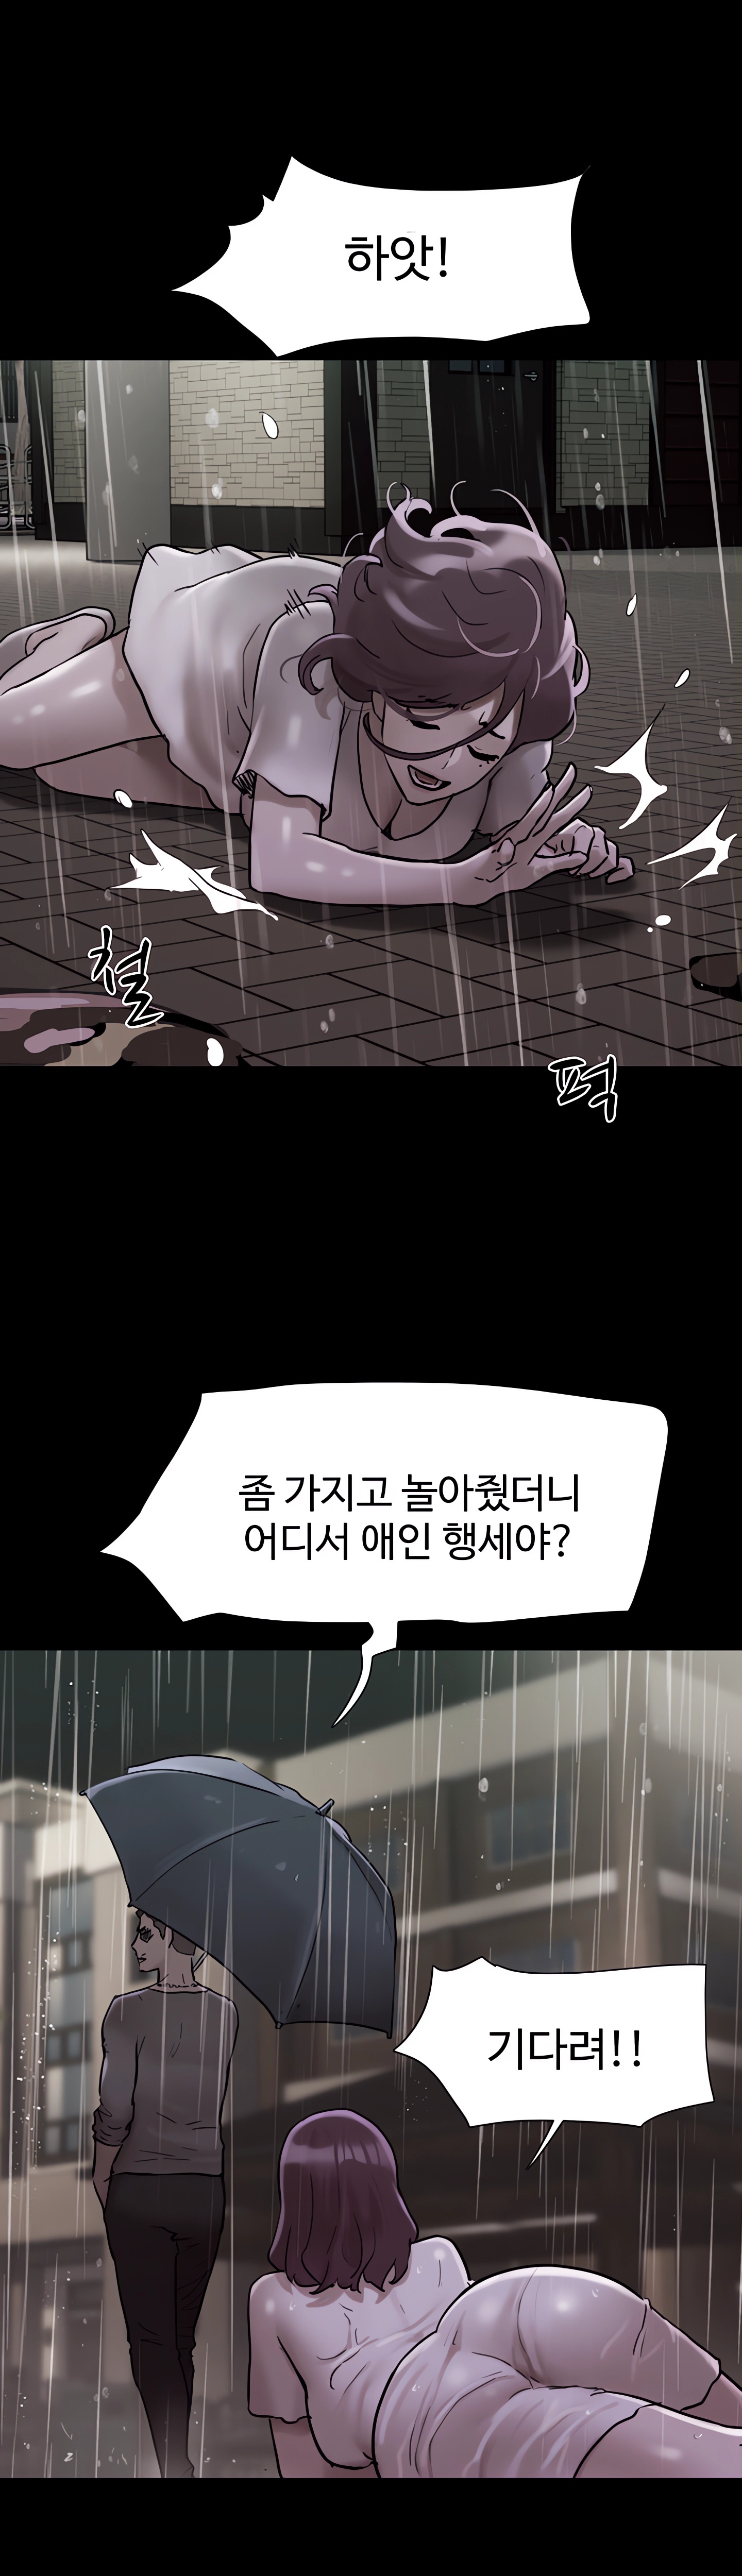 하앗!
철
퍽
좀 가지고 놀아줬더니
어디서 애인 행세야?
기다려!!